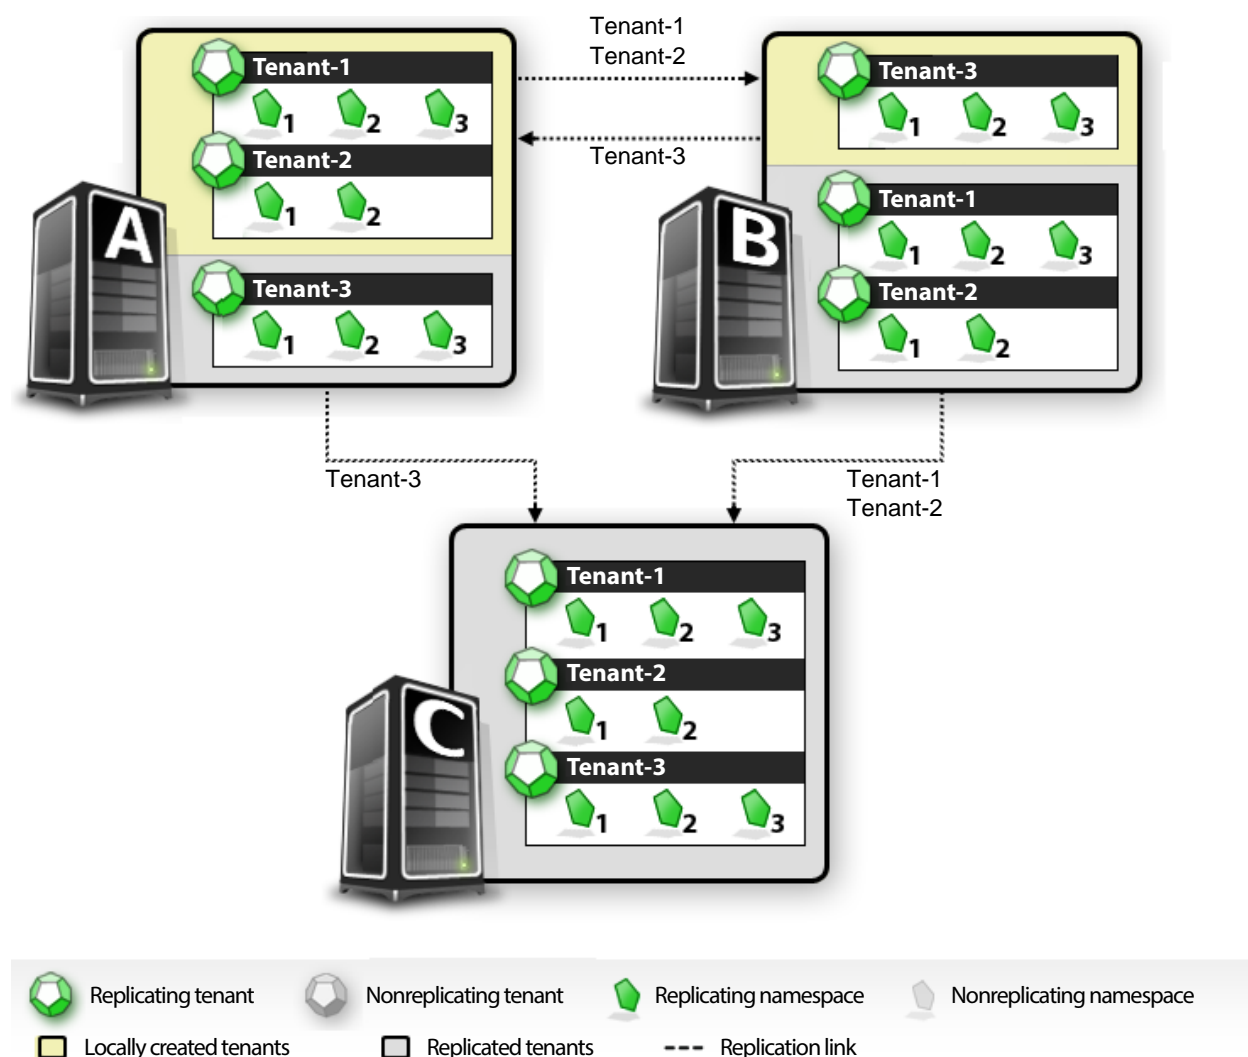 Tenant-1
Tenant-2
Tenant-3
A
Tenant-1
1 2 3
Tenant-2
1 2
Tenant-3
1 2 3
B
Tenant-3
1 2 3
Tenant-1
1 2 3
Tenant-2
1 2
Tenant-3
Tenant-1
Tenant-2
C
Tenant-1
1 2 3
Tenant-2
1 2
Tenant-3
1 2 3
Replicating tenant Nonreplicating tenant Replicating namespace Nonreplicating namespace
Locally created tenants Replicated tenants Replication link